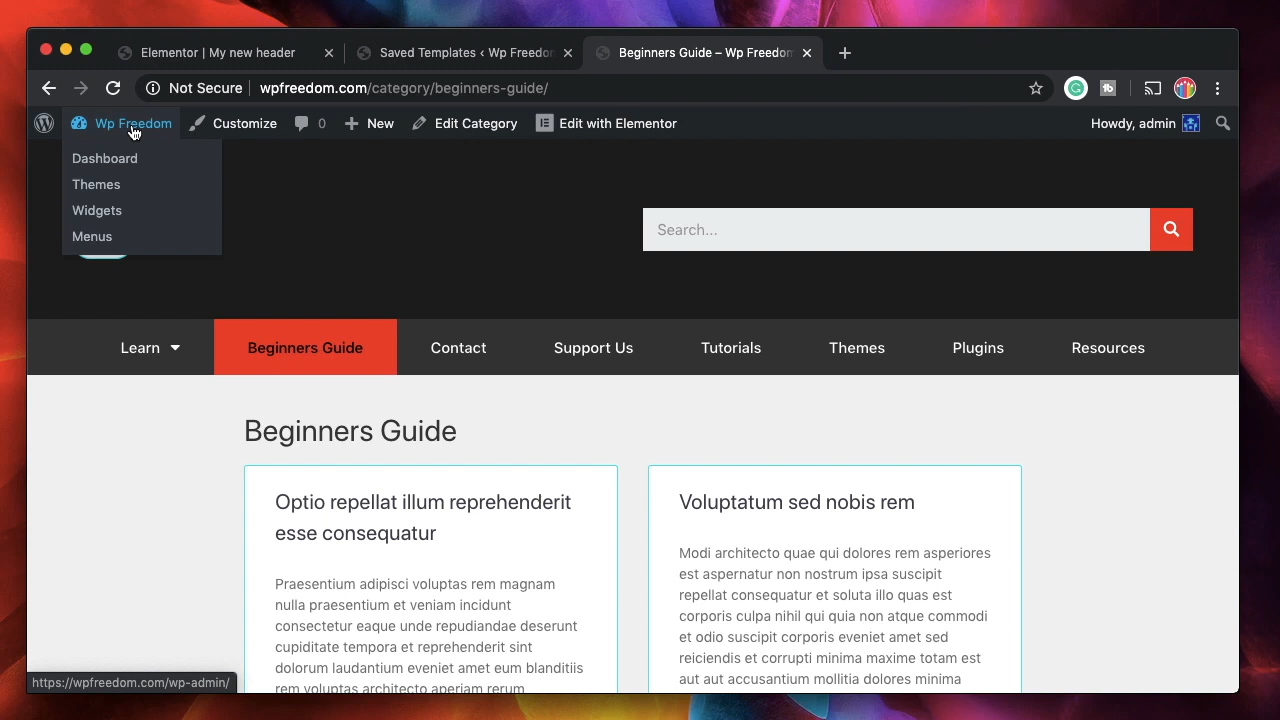 Elementor | My new header
Saved Templates ‹ Wp Freedom
Beginners Guide – Wp Freedom
Not Secure
wpfreedom.com/category/beginners-guide/
Wp Freedom
Customize
0
New
Edit Category
Edit with Elementor
Howdy, admin
Dashboard
Themes
Widgets
Menus
Search...
Learn
Beginners Guide
Contact
Support Us
Tutorials
Themes
Plugins
Resources
Beginners Guide
Optio repellat illum reprehenderit
esse consequatur
Praesentium adipisci voluptas rem magnam
nulla praesentium et veniam incidunt
consectetur eaque unde repudiandae deserunt
cupiditate tempora et reprehenderit sint
dolorum laudantium eveniet amet eum blanditiis
rem voluptas architecto aperiam rerum
Voluptatum sed nobis rem
Modi architecto quae qui dolores rem asperiores
est aspernatur non nostrum ipsa suscipit
repellat consequatur et soluta illo quas est
corporis culpa nihil qui quia non atque commodi
et odio suscipit corporis eveniet amet sed
reiciendis et corrupti minima maxime totam est
aut aut accusantium mollitia dolores minima
https://wpfreedom.com/wp-admin/